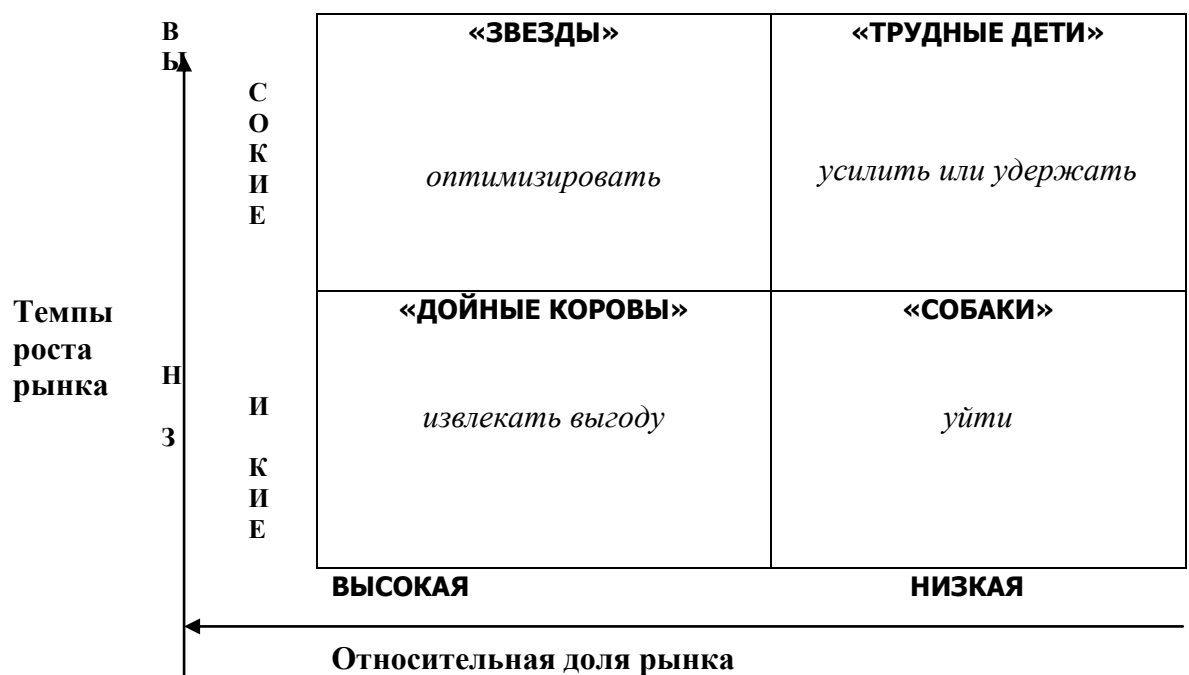 В
Ы
С
О
К
И
Е
«ЗВЕЗДЫ»
«ТРУДНЫЕ ДЕТИ»
оптимизировать
усилить или удержать
Темпы
роста
рынка
Н
И
З
К
И
Е
«ДОЙНЫЕ КОРОВЫ»
«СОБАКИ»
извлекать выгоду
уйти
ВЫСОКАЯ
НИЗКАЯ
Относительная доля рынка